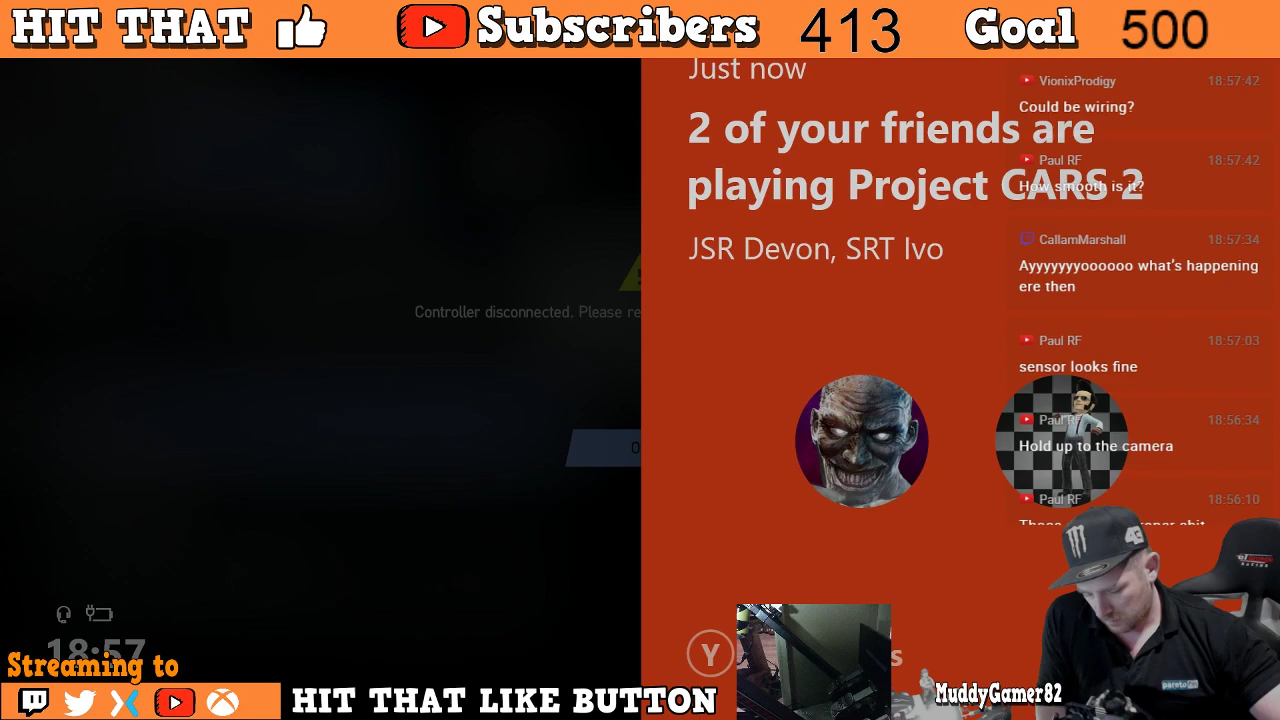 HIT THAT
Subscribers 413
Goal 500
Just now
2 of your friends are
playing Project CARS 2
JSR Devon, SRT Ivo
Controller disconnected. Please re
18:57
Streaming to
HIT THAT LIKE BUTTON
Y
s
MuddyGamer82
VionixProdigy 18:57:42
Could be wiring?
Paul RF 18:57:42
How smooth is it?
CallamMarshall 18:57:34
Ayyyyyyyoooooo what's happening
ere then
Paul RF 18:57:03
sensor looks fine
Paul RF 18:56:34
Hold up to the camera
Paul RF 18:56:10
43